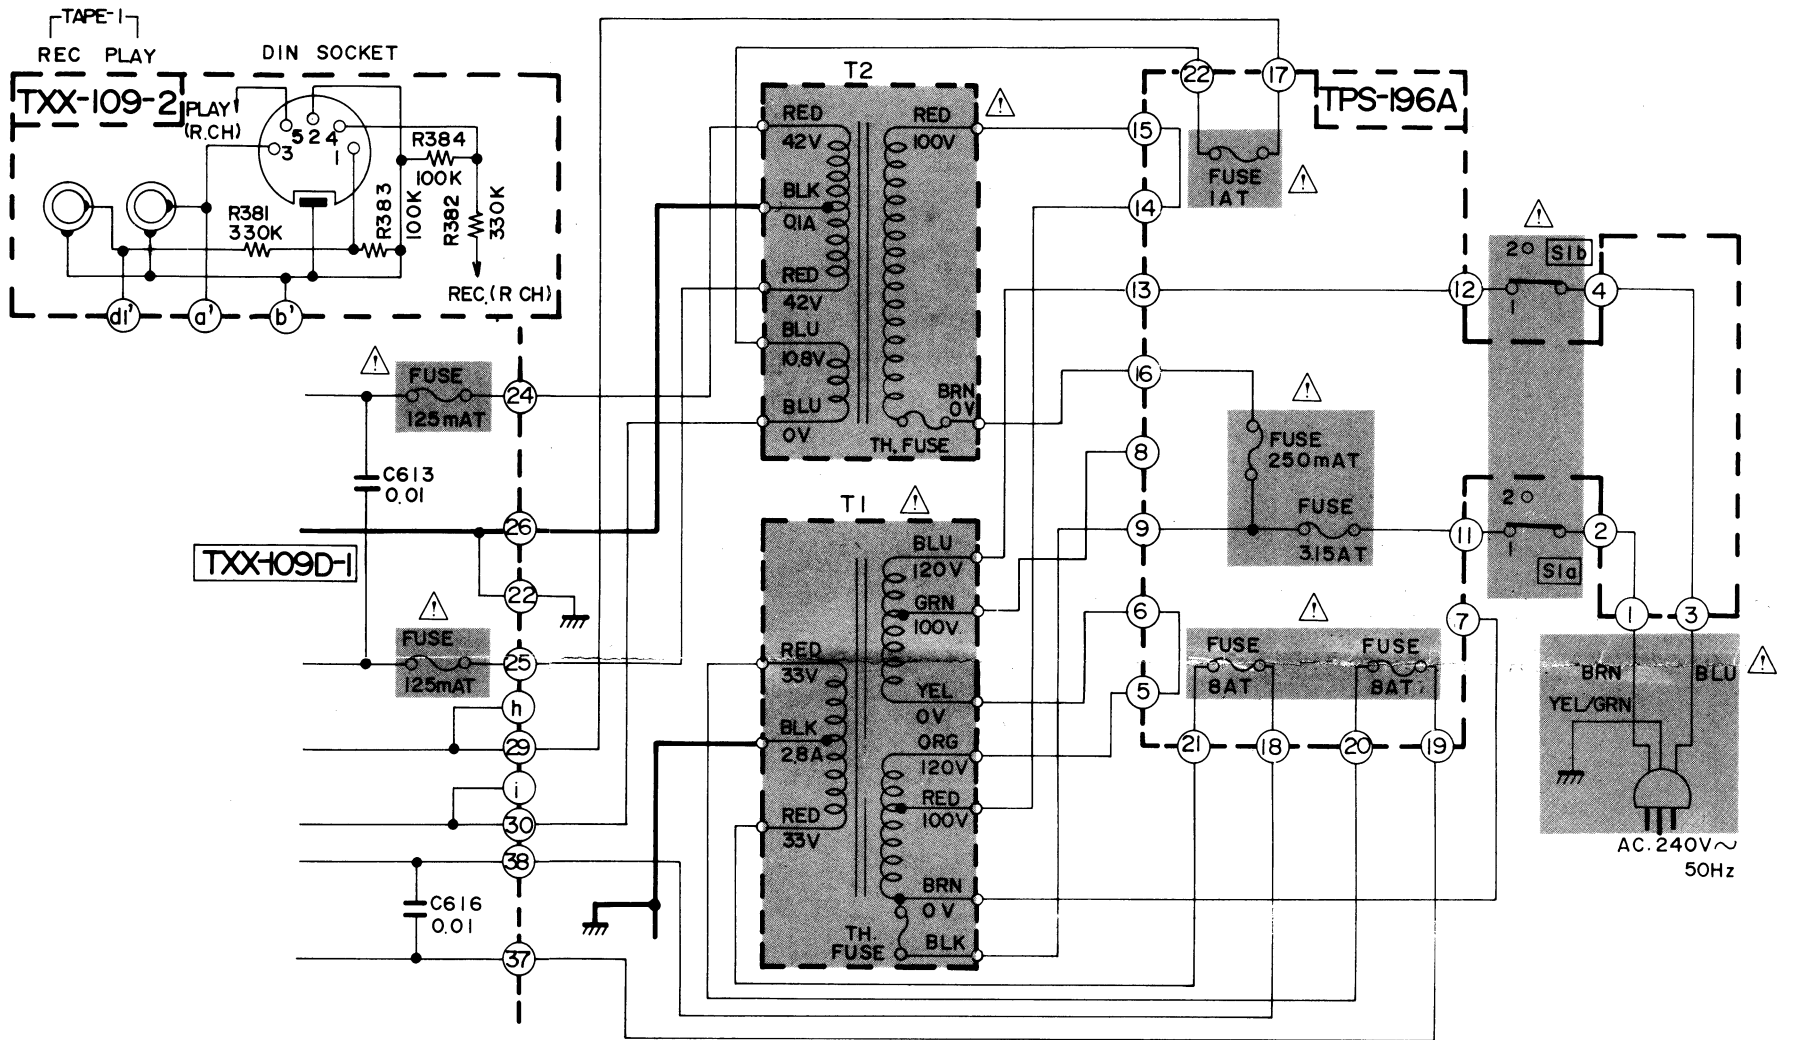 TAPE-1
REC PLAY
DIN SOCKET
TXX-109-2
PLAY
(R.CH)
5 2 4
3 1
R384
100K
R383
100K
R382
330K
R381
330K
REC.(R CH)
d1' a' b'
FUSE
125mAT
24
C613
0.01
26
TXX-109D-1
22
FUSE
125mAT
25
h
29
i
30
38
C616
0.01
37
T2
RED
42V
BLK
0.1A
RED
42V
BLU
10.8V
BLU
0V
RED
100V
BRN
0V
TH. FUSE
T1
BLU
120V
GRN
100V
YEL
0V
ORG
120V
RED
100V
BRN
0V
BLK
TH.
FUSE
RED
33V
BLK
2.8A
RED
33V
22 17
TPS-196A
15
FUSE
1AT
14
13
12
16
FUSE
250mAT
8
9
FUSE
3.15AT
11
6
7
5
FUSE
8AT
FUSE
8AT
21 18 20 19
2
S1b
1
4
2
1
2
S1a
1 3
BRN
BLU
YEL/GRN
AC. 240V~
50Hz